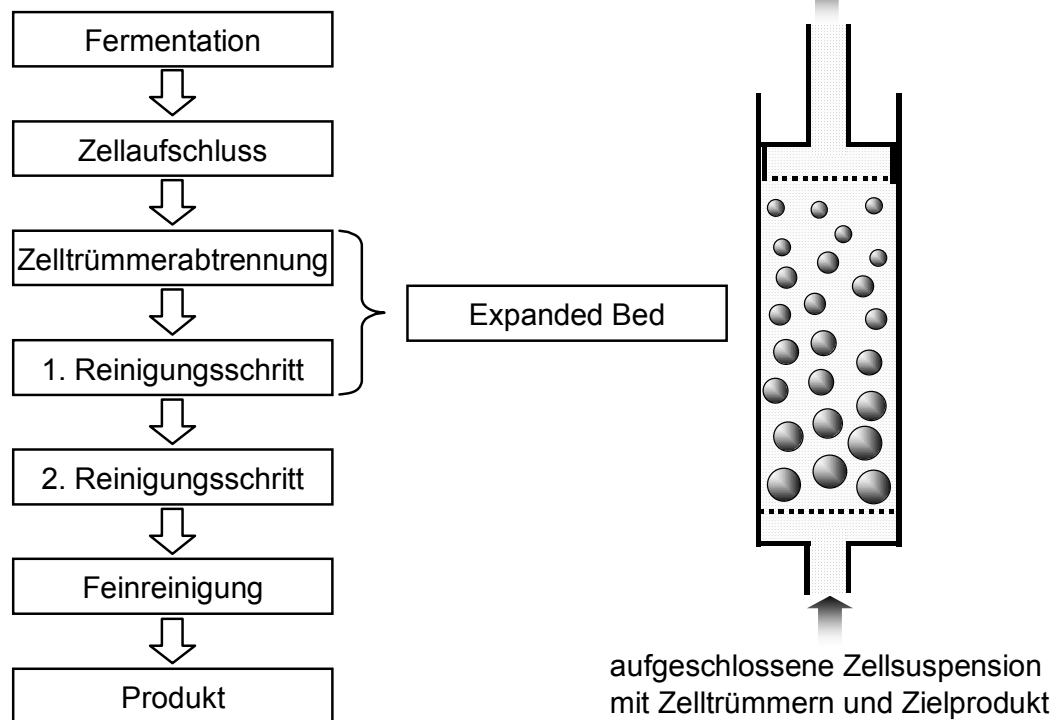 Fermentation
Zellaufschluss
Zelltrümmerabtrennung
1. Reinigungsschritt
2. Reinigungsschritt
Feinreinigung
Produkt
Expanded Bed
aufgeschlossene Zellsuspension
mit Zelltrümmern und Zielprodukt